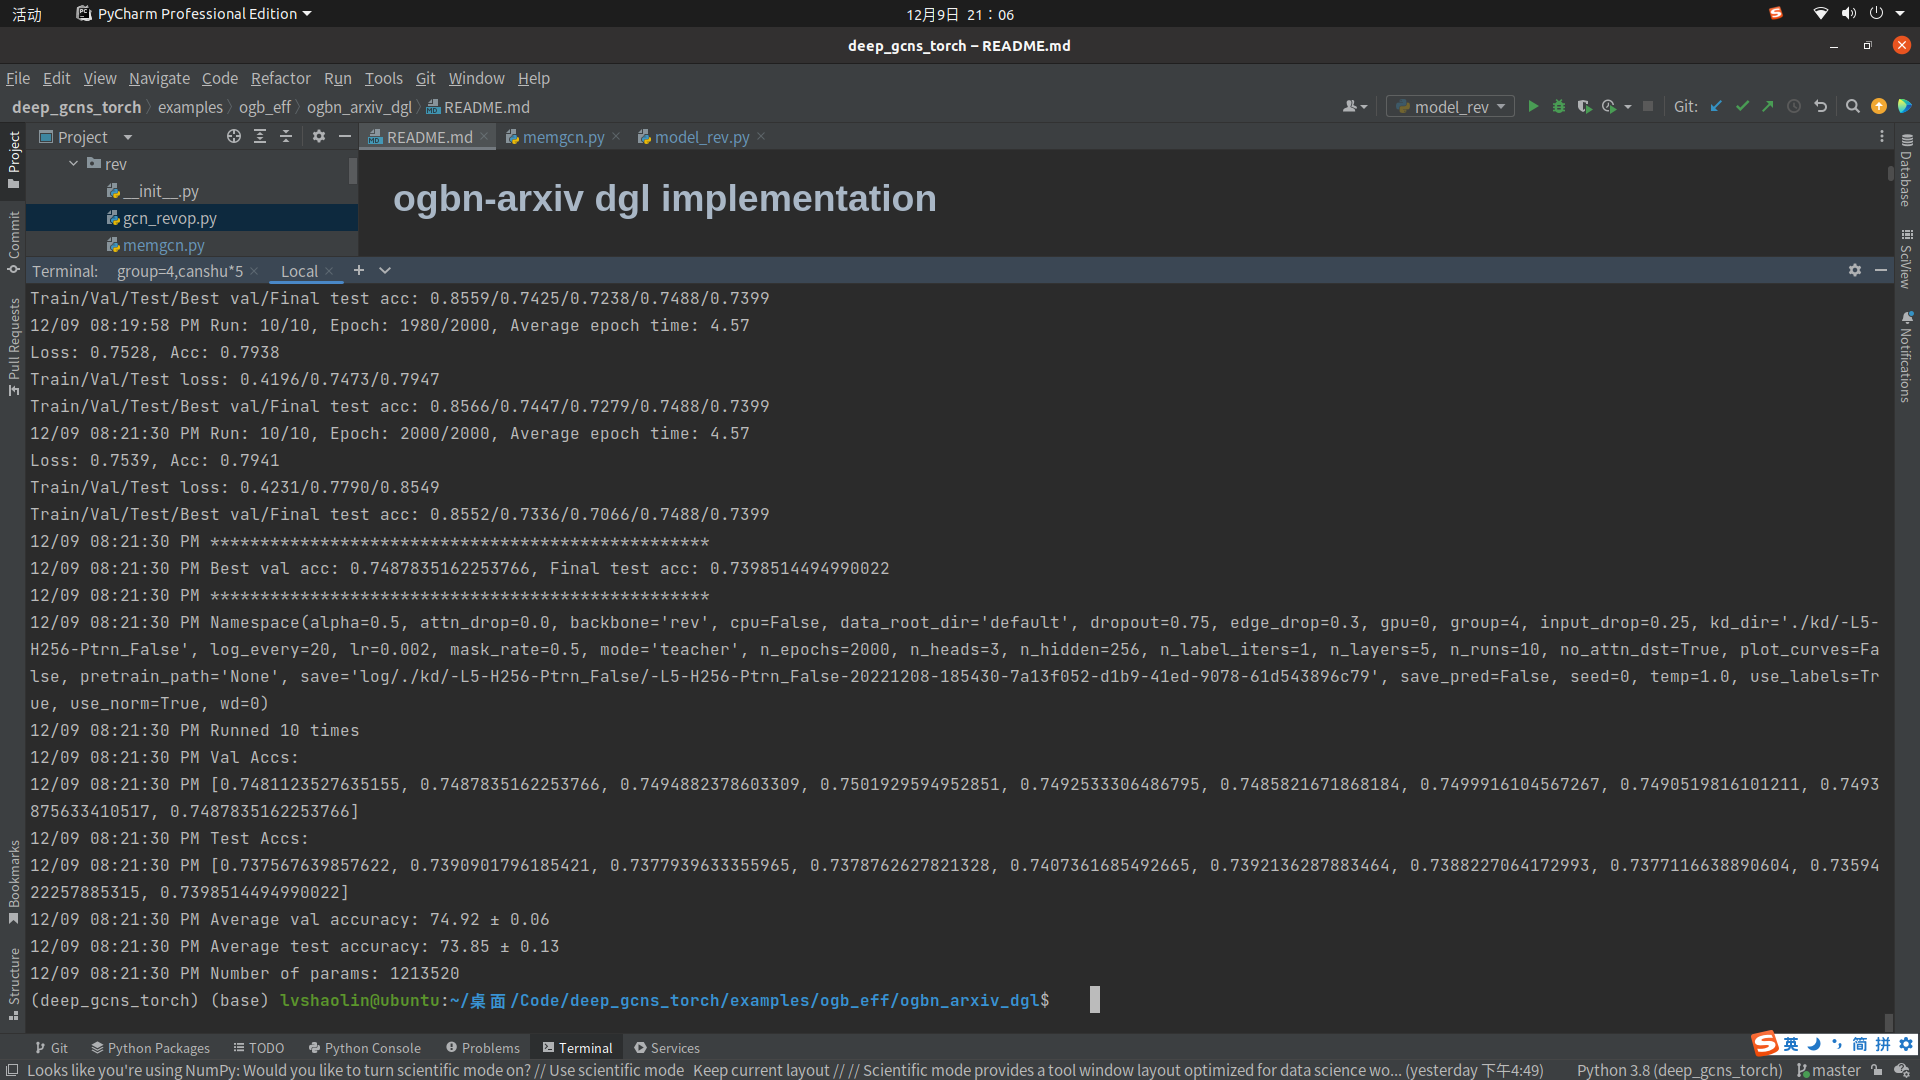 活动 PyCharm Professional Edition 12月9日 21：06
deep_gcns_torch – README.md
File Edit View Navigate Code Refactor Run Tools Git Window Help
deep_gcns_torch examples ogb_eff ogbn_arxiv_dgl README.md model_rev Git:
Project README.md memgcn.py model_rev.py
rev
__init__.py
gcn_revop.py
memgcn.py
ogbn-arxiv dgl implementation
Terminal: group=4,canshu*5 Local
Train/Val/Test/Best val/Final test acc: 0.8559/0.7425/0.7238/0.7488/0.7399
12/09 08:19:58 PM Run: 10/10, Epoch: 1980/2000, Average epoch time: 4.57
Loss: 0.7528, Acc: 0.7938
Train/Val/Test loss: 0.4196/0.7473/0.7947
Train/Val/Test/Best val/Final test acc: 0.8566/0.7447/0.7279/0.7488/0.7399
12/09 08:21:30 PM Run: 10/10, Epoch: 2000/2000, Average epoch time: 4.57
Loss: 0.7539, Acc: 0.7941
Train/Val/Test loss: 0.4231/0.7790/0.8549
Train/Val/Test/Best val/Final test acc: 0.8552/0.7336/0.7066/0.7488/0.7399
12/09 08:21:30 PM **************************************************
12/09 08:21:30 PM Best val acc: 0.7487835162253766, Final test acc: 0.7398514494990022
12/09 08:21:30 PM **************************************************
12/09 08:21:30 PM Namespace(alpha=0.5, attn_drop=0.0, backbone='rev', cpu=False, data_root_dir='default', dropout=0.75, edge_drop=0.3, gpu=0, group=4, input_drop=0.25, kd_dir='./kd/-L5-
H256-Ptrn_False', log_every=20, lr=0.002, mask_rate=0.5, mode='teacher', n_epochs=2000, n_heads=3, n_hidden=256, n_label_iters=1, n_layers=5, n_runs=10, no_attn_dst=True, plot_curves=Fa
lse, pretrain_path='None', save='log/./kd/-L5-H256-Ptrn_False/-L5-H256-Ptrn_False-20221208-185430-7a13f052-d1b9-41ed-9078-61d543896c79', save_pred=False, seed=0, temp=1.0, use_labels=Tr
ue, use_norm=True, wd=0)
12/09 08:21:30 PM Runned 10 times
12/09 08:21:30 PM Val Accs:
12/09 08:21:30 PM [0.7481123527635155, 0.7487835162253766, 0.7494882378603309, 0.7501929594952851, 0.7492533306486795, 0.7485821671868184, 0.7499916104567267, 0.7490519816101211, 0.7493
875633410517, 0.7487835162253766]
12/09 08:21:30 PM Test Accs:
12/09 08:21:30 PM [0.737567639857622, 0.7390901796185421, 0.7377939633355965, 0.7378762627821328, 0.7407361685492665, 0.7392136287883464, 0.7388227064172993, 0.7377116638890604, 0.7359
422257885315, 0.7398514494990022]
12/09 08:21:30 PM Average val accuracy: 74.92 ± 0.06
12/09 08:21:30 PM Average test accuracy: 73.85 ± 0.13
12/09 08:21:30 PM Number of params: 1213520
(deep_gcns_torch) (base) lvshaolin@ubuntu:~/桌面/Code/deep_gcns_torch/examples/ogb_eff/ogbn_arxiv_dgl$
Project
Commit
Pull Requests
Bookmarks
Structure
Database
SciView
Notifications
Git Python Packages TODO Python Console Problems Terminal Services
英 简 拼
Looks like you're using NumPy: Would you like to turn scientific mode on? // Use scientific mode Keep current layout // // Scientific mode provides a tool window layout optimized for data science wo... (yesterday 下午4:49) Python 3.8 (deep_gcns_torch) master